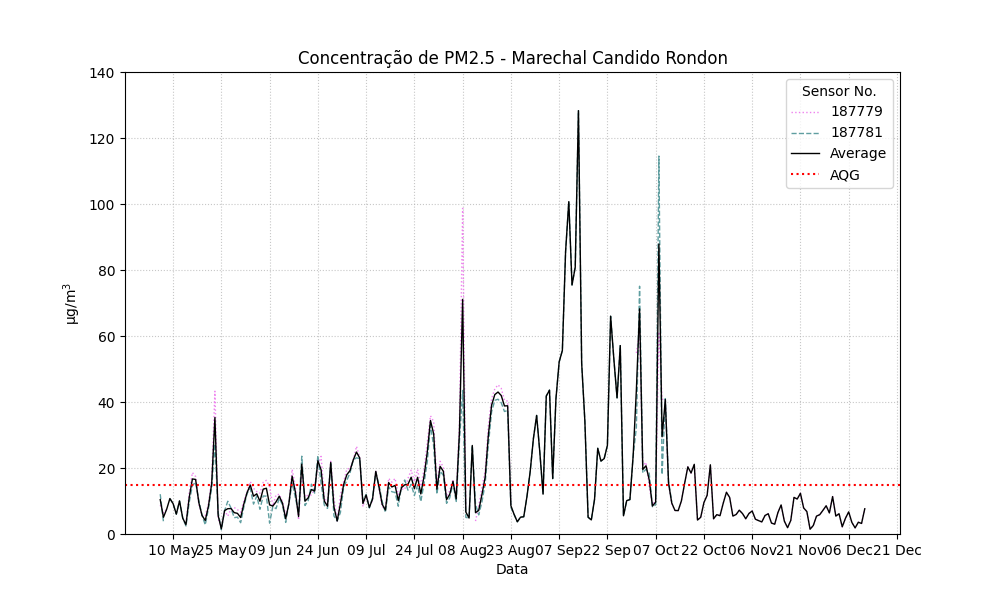 Concentração de PM2.5 - Marechal Candido Rondon
Sensor No.
187779
187781
Average
AQG
140
120
100
80
60
40
20
0
µg/m³
10 May 25 May 09 Jun 24 Jun 09 Jul 24 Jul 08 Aug 23 Aug 07 Sep 22 Sep 07 Oct 22 Oct 06 Nov 21 Nov 06 Dec 21 Dec
Data